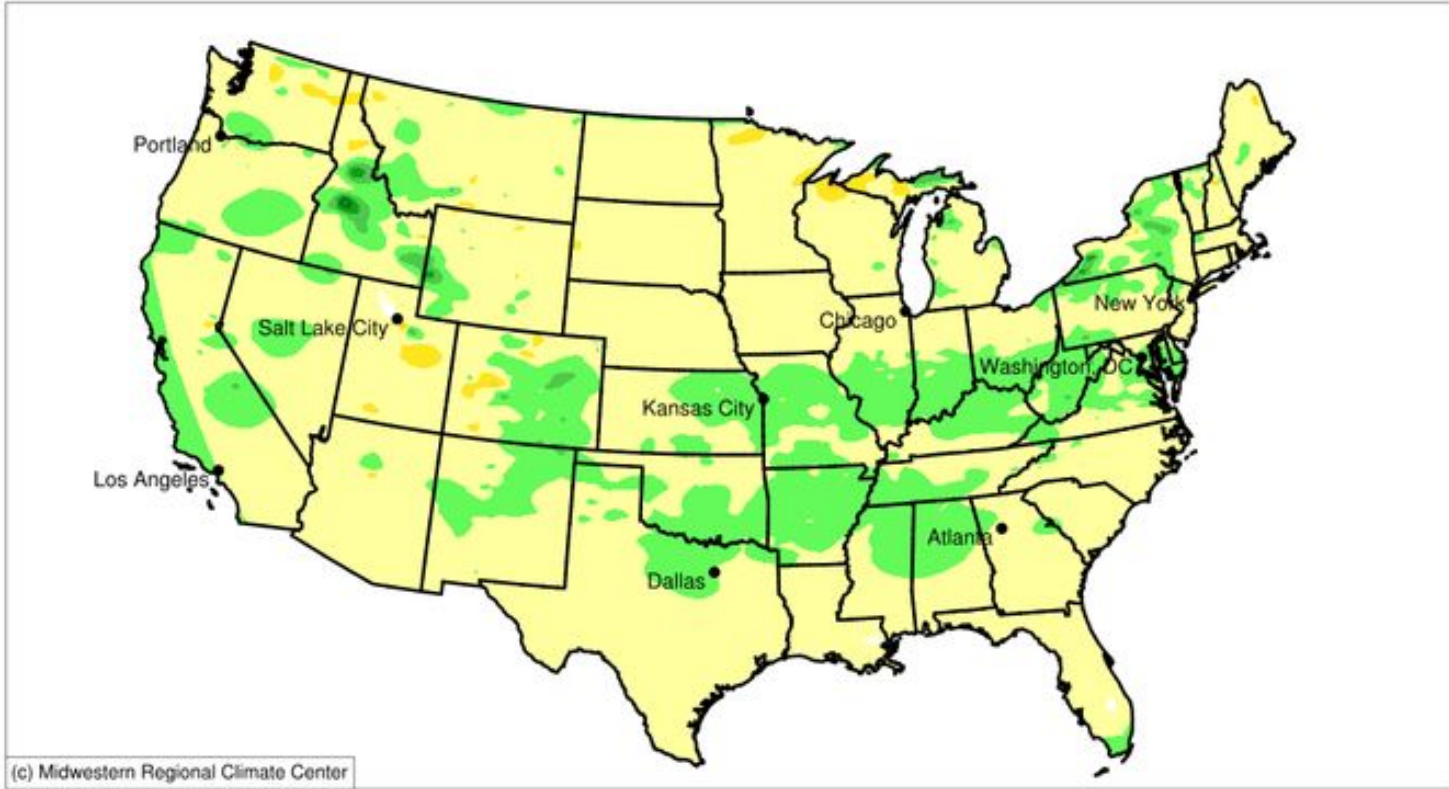 Portland
Salt Lake City
Chicago
New York
Washington, DC
Kansas City
Los Angeles
Atlanta
Dallas
(c) Midwestern Regional Climate Center